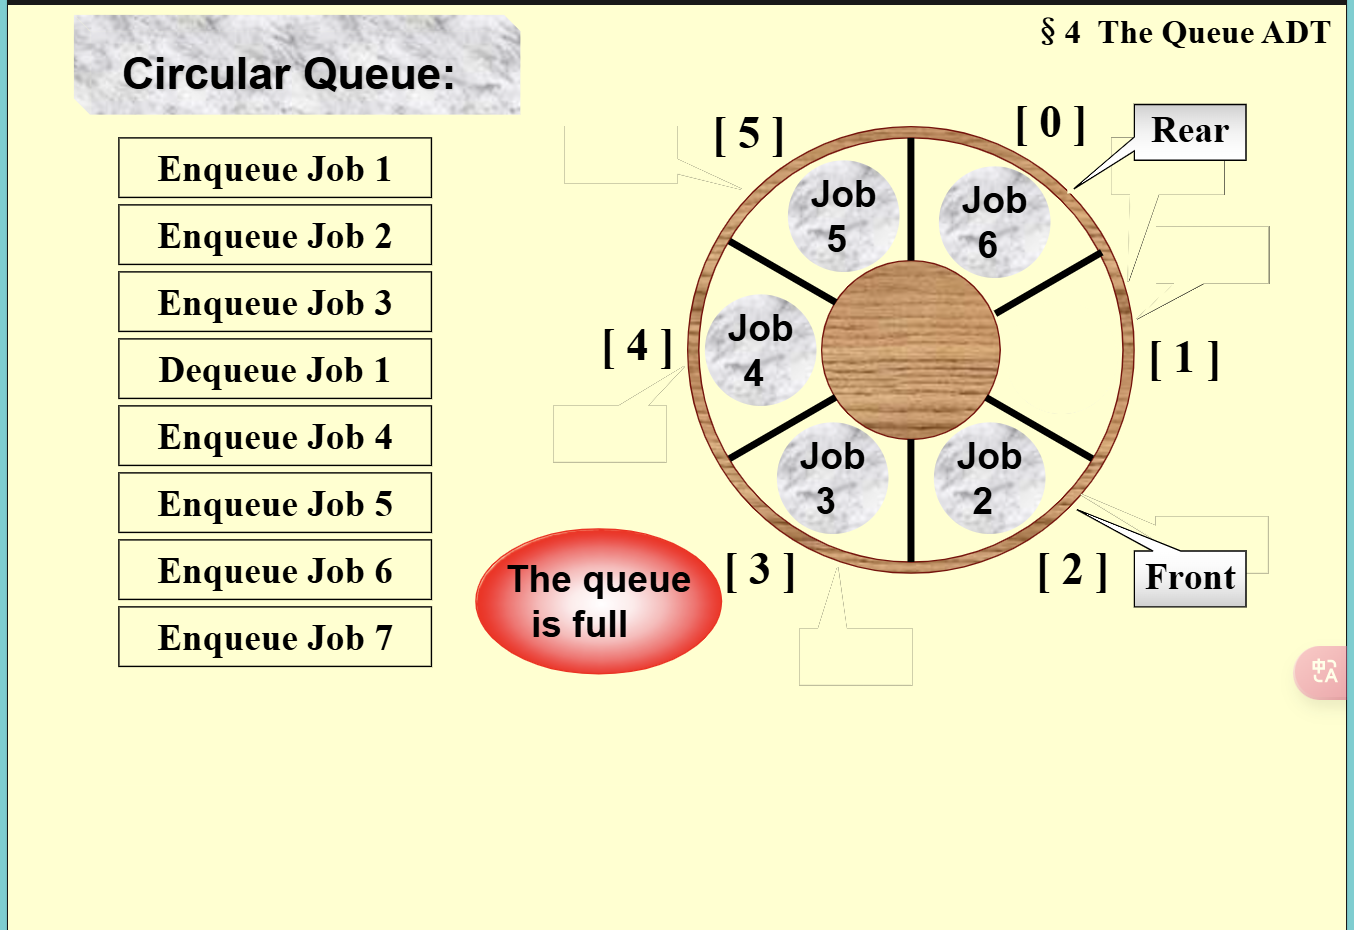 § 4 The Queue ADT
Circular Queue:
Enqueue Job 1
Enqueue Job 2
Enqueue Job 3
Dequeue Job 1
Enqueue Job 4
Enqueue Job 5
Enqueue Job 6
Enqueue Job 7
[ 5 ]
[ 0 ]
Rear
Job
5
Job
6
[ 4 ]
Job
4
[ 1 ]
Job
3
Job
2
[ 3 ]
[ 2 ]
Front
The queue
is full
中
A